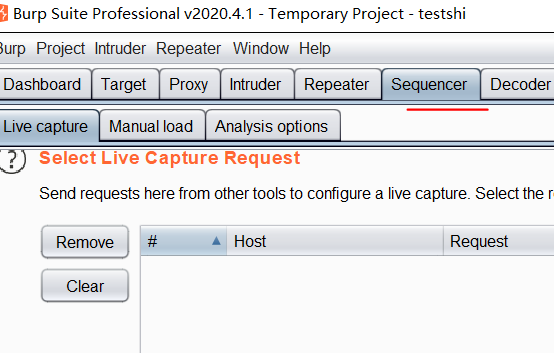 Burp Suite Professional v2020.4.1 - Temporary Project - testshi
Burp Project Intruder Repeater Window Help
Dashboard Target Proxy Intruder Repeater Sequencer Decoder
Live capture Manual load Analysis options
? Select Live Capture Request
Send requests here from other tools to configure a live capture. Select the r
Remove # Host Request
Clear